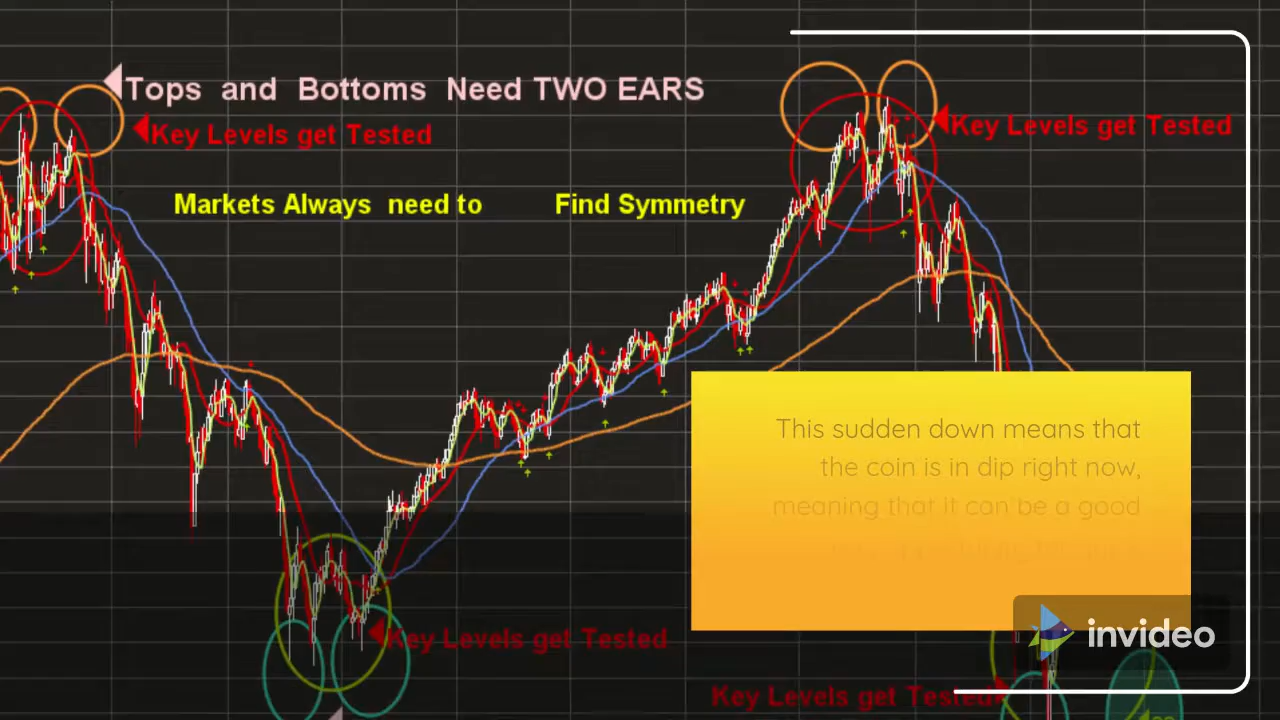 Tops and Bottoms Need TWO EARS
Key Levels get Tested
Key Levels get Tested
Markets Always need to Find Symmetry
This sudden down means that
the coin is in dip right now,
meaning that it can be a good
Key Levels get Tested
invideo
Key Levels get Tested